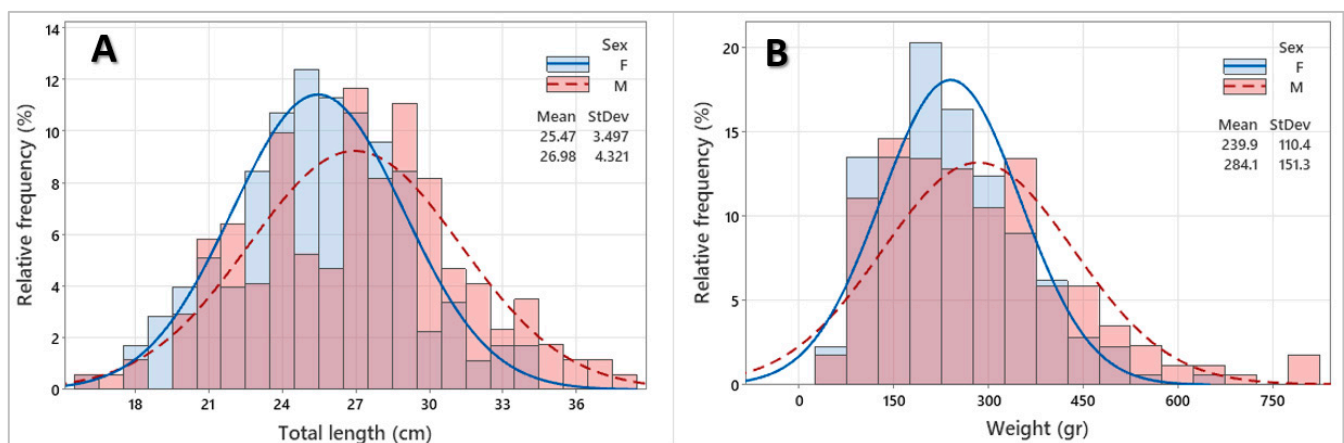 A
14
12
10
8
6
4
2
0
Relative frequency (%)
18 21 24 27 30 33 36
Total length (cm)
Sex
F
M
Mean StDev
25.47 3.497
26.98 4.321
B
20
15
10
5
0
Relative frequency (%)
0 150 300 450 600 750
Weight (gr)
Sex
F
M
Mean StDev
239.9 110.4
284.1 151.3